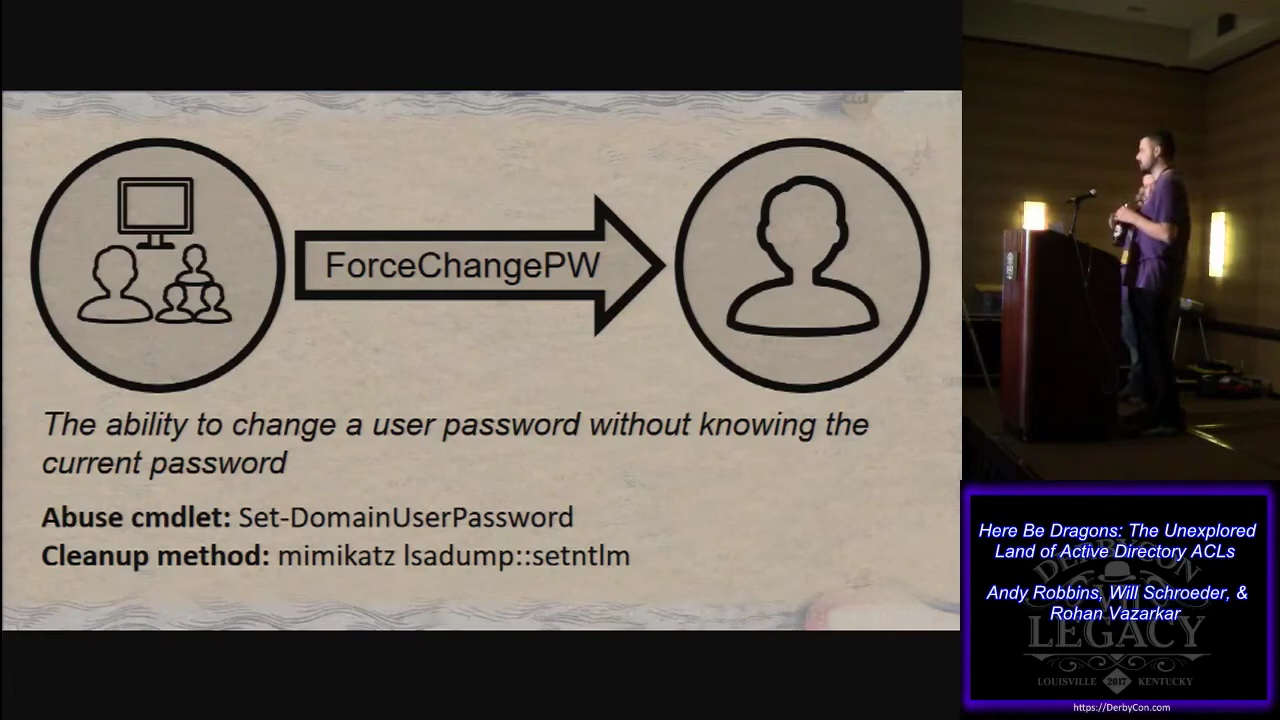 ForceChangePW
The ability to change a user password without knowing the
current password
Abuse cmdlet: Set-DomainUserPassword
Cleanup method: mimikatz lsadump::setntlm
Here Be Dragons: The Unexplored
Land of Active Directory ACLs
Andy Robbins, Will Schroeder, &
Rohan Vazarkar
DERBYCON
VII
LEGACY
LOUISVILLE 2017 KENTUCKY
https://DerbyCon.com